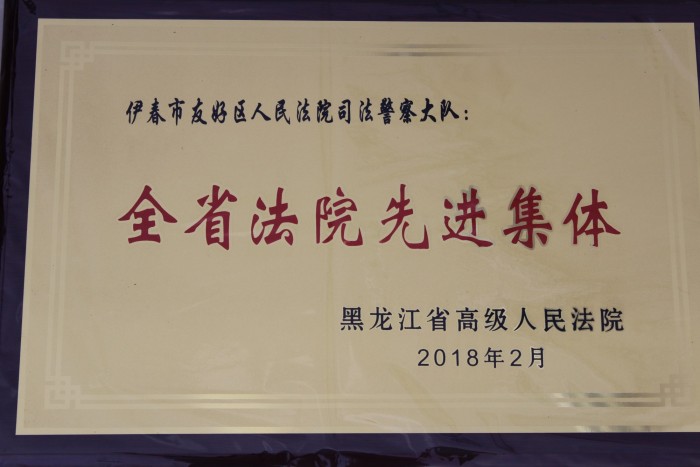 伊春市友好区人民法院司法警察大队：
全省法院先进集体
黑龙江省高级人民法院
2018年2月